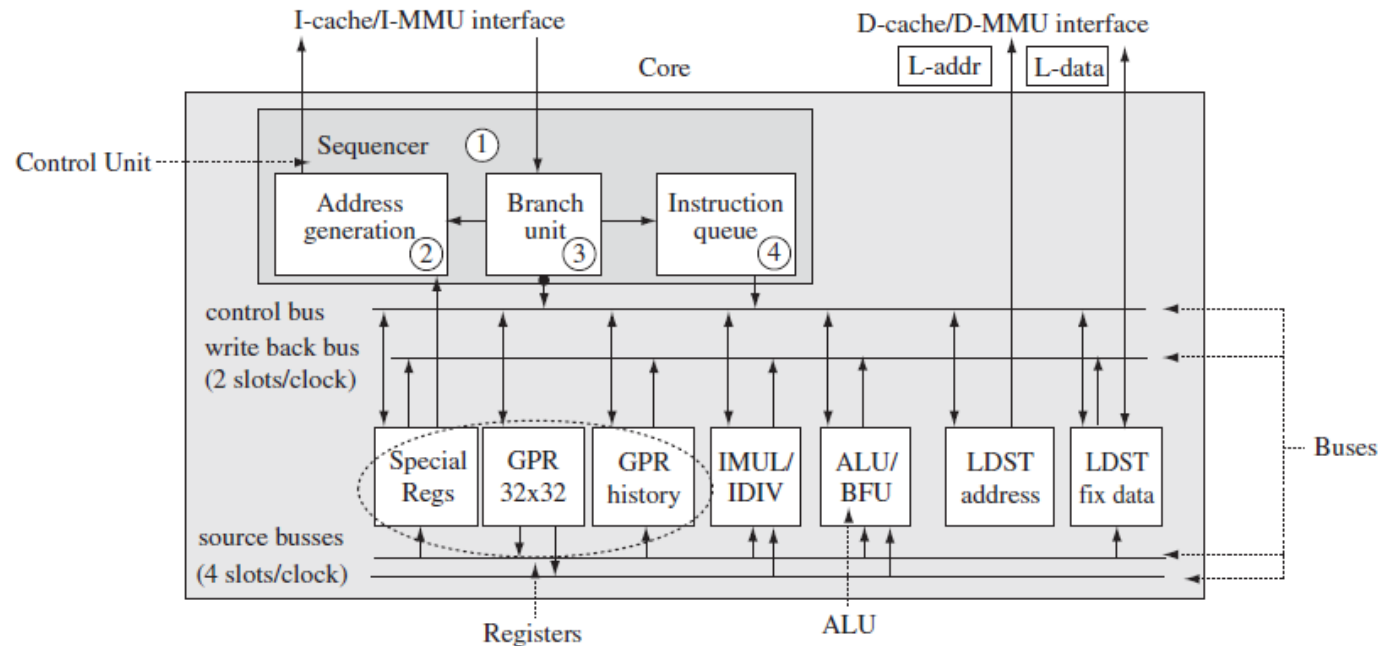 I-cache/I-MMU interface
D-cache/D-MMU interface
Core
L-addr
L-data
Sequencer
1
Control Unit
Address
generation
2
Branch
unit
3
Instruction
queue
4
control bus
write back bus
(2 slots/clock)
Special
Regs
GPR
32x32
GPR
history
IMUL/
IDIV
ALU/
BFU
LDST
address
LDST
fix data
Buses
source busses
(4 slots/clock)
Registers
ALU